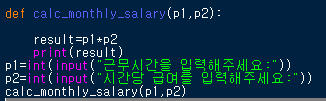 def calc_monthly_salary(p1,p2):
result=p1*p2
print(result)
p1=int(input("근무시간을 입력해주세요:"))
p2=int(input("시간당 급여를 입력해주세요:"))
calc_monthly_salary(p1,p2)